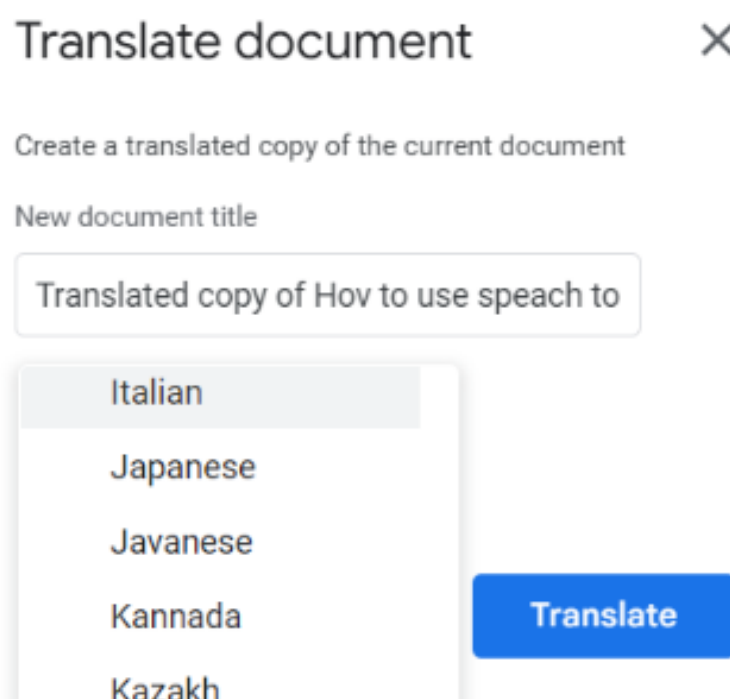 Translate document
Create a translated copy of the current document
New document title
Translated copy of Hov to use speach to
Italian
Japanese
Javanese
Kannada
Translate
Kazakh